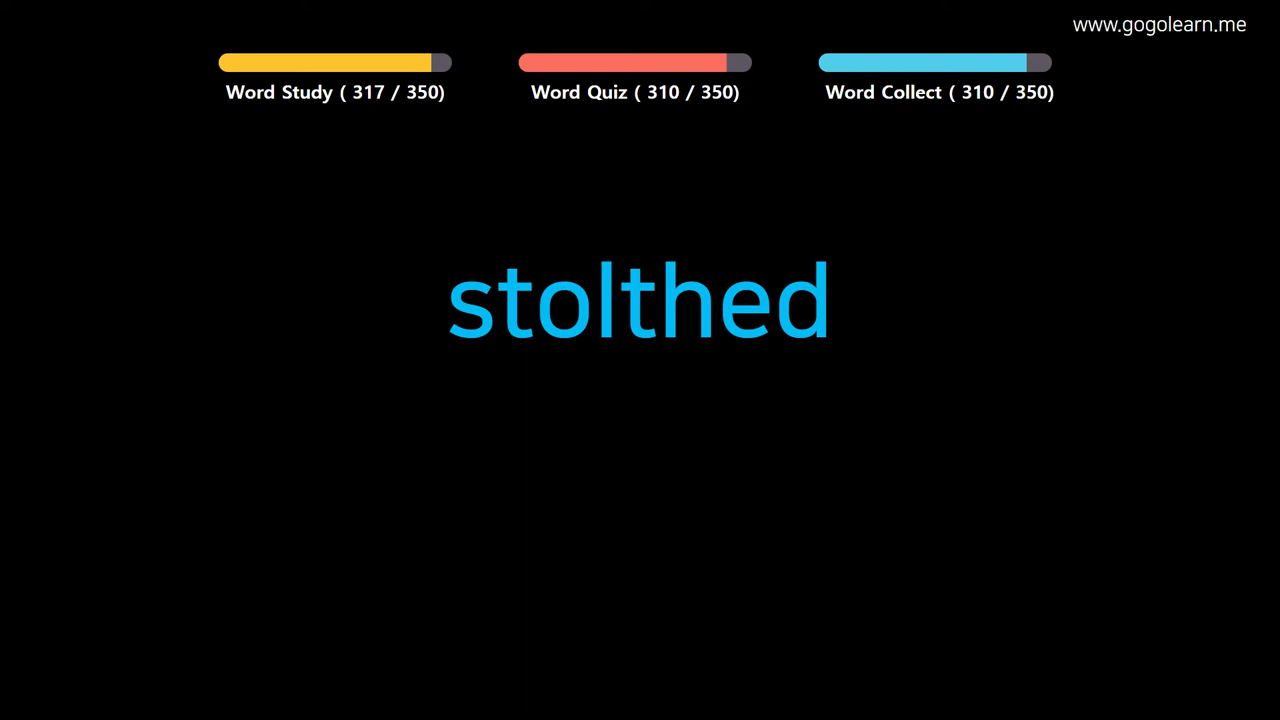 www.gogolearn.me
Word Study ( 317 / 350)
Word Quiz ( 310 / 350)
Word Collect ( 310 / 350)
stolthed